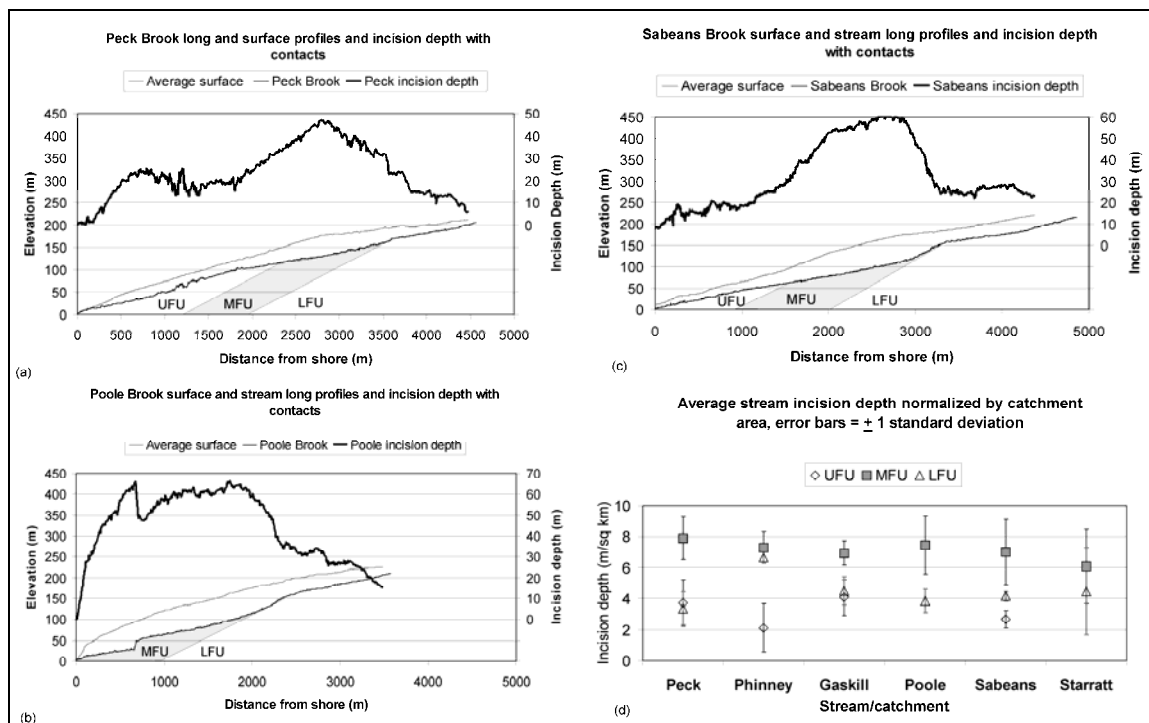 Peck Brook long and surface profiles and incision depth with
contacts
Average surface Peck Brook Peck incision depth
450
400
350
300
250
200
150
100
50
0
Elevation (m)
50
40
30
20
10
0
Incision Depth (m)
UFU MFU LFU
0 500 1000 1500 2000 2500 3000 3500 4000 4500 5000
Distance from shore (m)
(a)
Sabeans Brook surface and stream long profiles and incision depth
with contacts
Average surface Sabeans Brook Sabeans incision depth
450
400
350
300
250
200
150
100
50
0
Elevation (m)
60
50
40
30
20
10
0
Incision depth (m)
UFU MFU LFU
0 1000 2000 3000 4000 5000
Distance from shore (m)
(c)
Poole Brook surface and stream long profiles and incision depth with
contacts
Average surface Poole Brook Poole incision depth
450
400
350
300
250
200
150
100
50
0
Elevation (m)
70
60
50
40
30
20
10
0
Incision depth (m)
MFU LFU
0 1000 2000 3000 4000 5000
Distance from shore (m)
(b)
Average stream incision depth normalized by catchment
area, error bars = ± 1 standard deviation
UFU MFU LFU
10
8
6
4
2
0
Incision depth (m/sq km)
Peck Phinney Gaskill Poole Sabeans Starratt
Stream/catchment
(d)